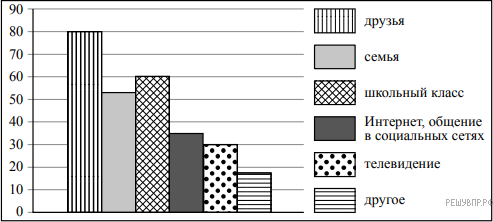 90
80
70
60
50
40
30
20
10
0
друзья
семья
школьный класс
Интернет, общение
в социальных сетях
телевидение
другое
РЕШУВПР.РФ